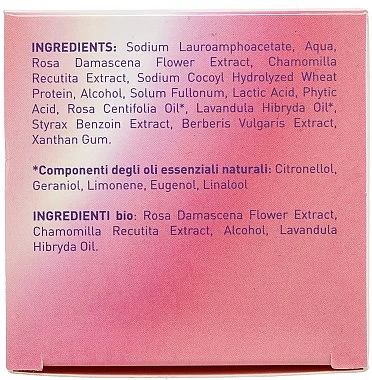 INGREDIENTS: Sodium Lauroamphoacetate, Aqua,
Rosa Damascena Flower Extract, Chamomilla
Recutita Extract, Sodium Cocoyl Hydrolyzed Wheat
Protein, Alcohol, Solum Fullonum, Lactic Acid, Phytic
Acid, Rosa Centifolia Oil*, Lavandula Hibryda Oil*,
Styrax Benzoin Extract, Berberis Vulgaris Extract,
Xanthan Gum.
*Componenti degli oli essenziali naturali: Citronellol,
Geraniol, Limonene, Eugenol, Linalool
INGREDIENTI bio: Rosa Damascena Flower Extract,
Chamomilla Recutita Extract, Alcohol, Lavandula
Hibryda Oil.